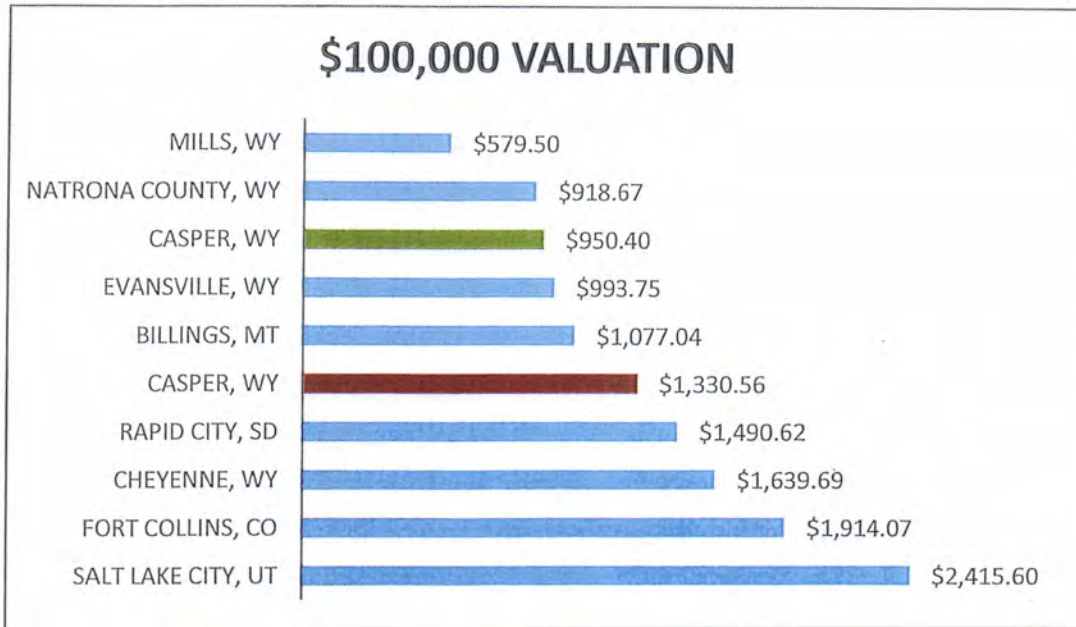 $100,000 VALUATION
MILLS, WY $579.50
NATRONA COUNTY, WY $918.67
CASPER, WY $950.40
EVANSVILLE, WY $993.75
BILLINGS, MT $1,077.04
CASPER, WY $1,330.56
RAPID CITY, SD $1,490.62
CHEYENNE, WY $1,639.69
FORT COLLINS, CO $1,914.07
SALT LAKE CITY, UT $2,415.60